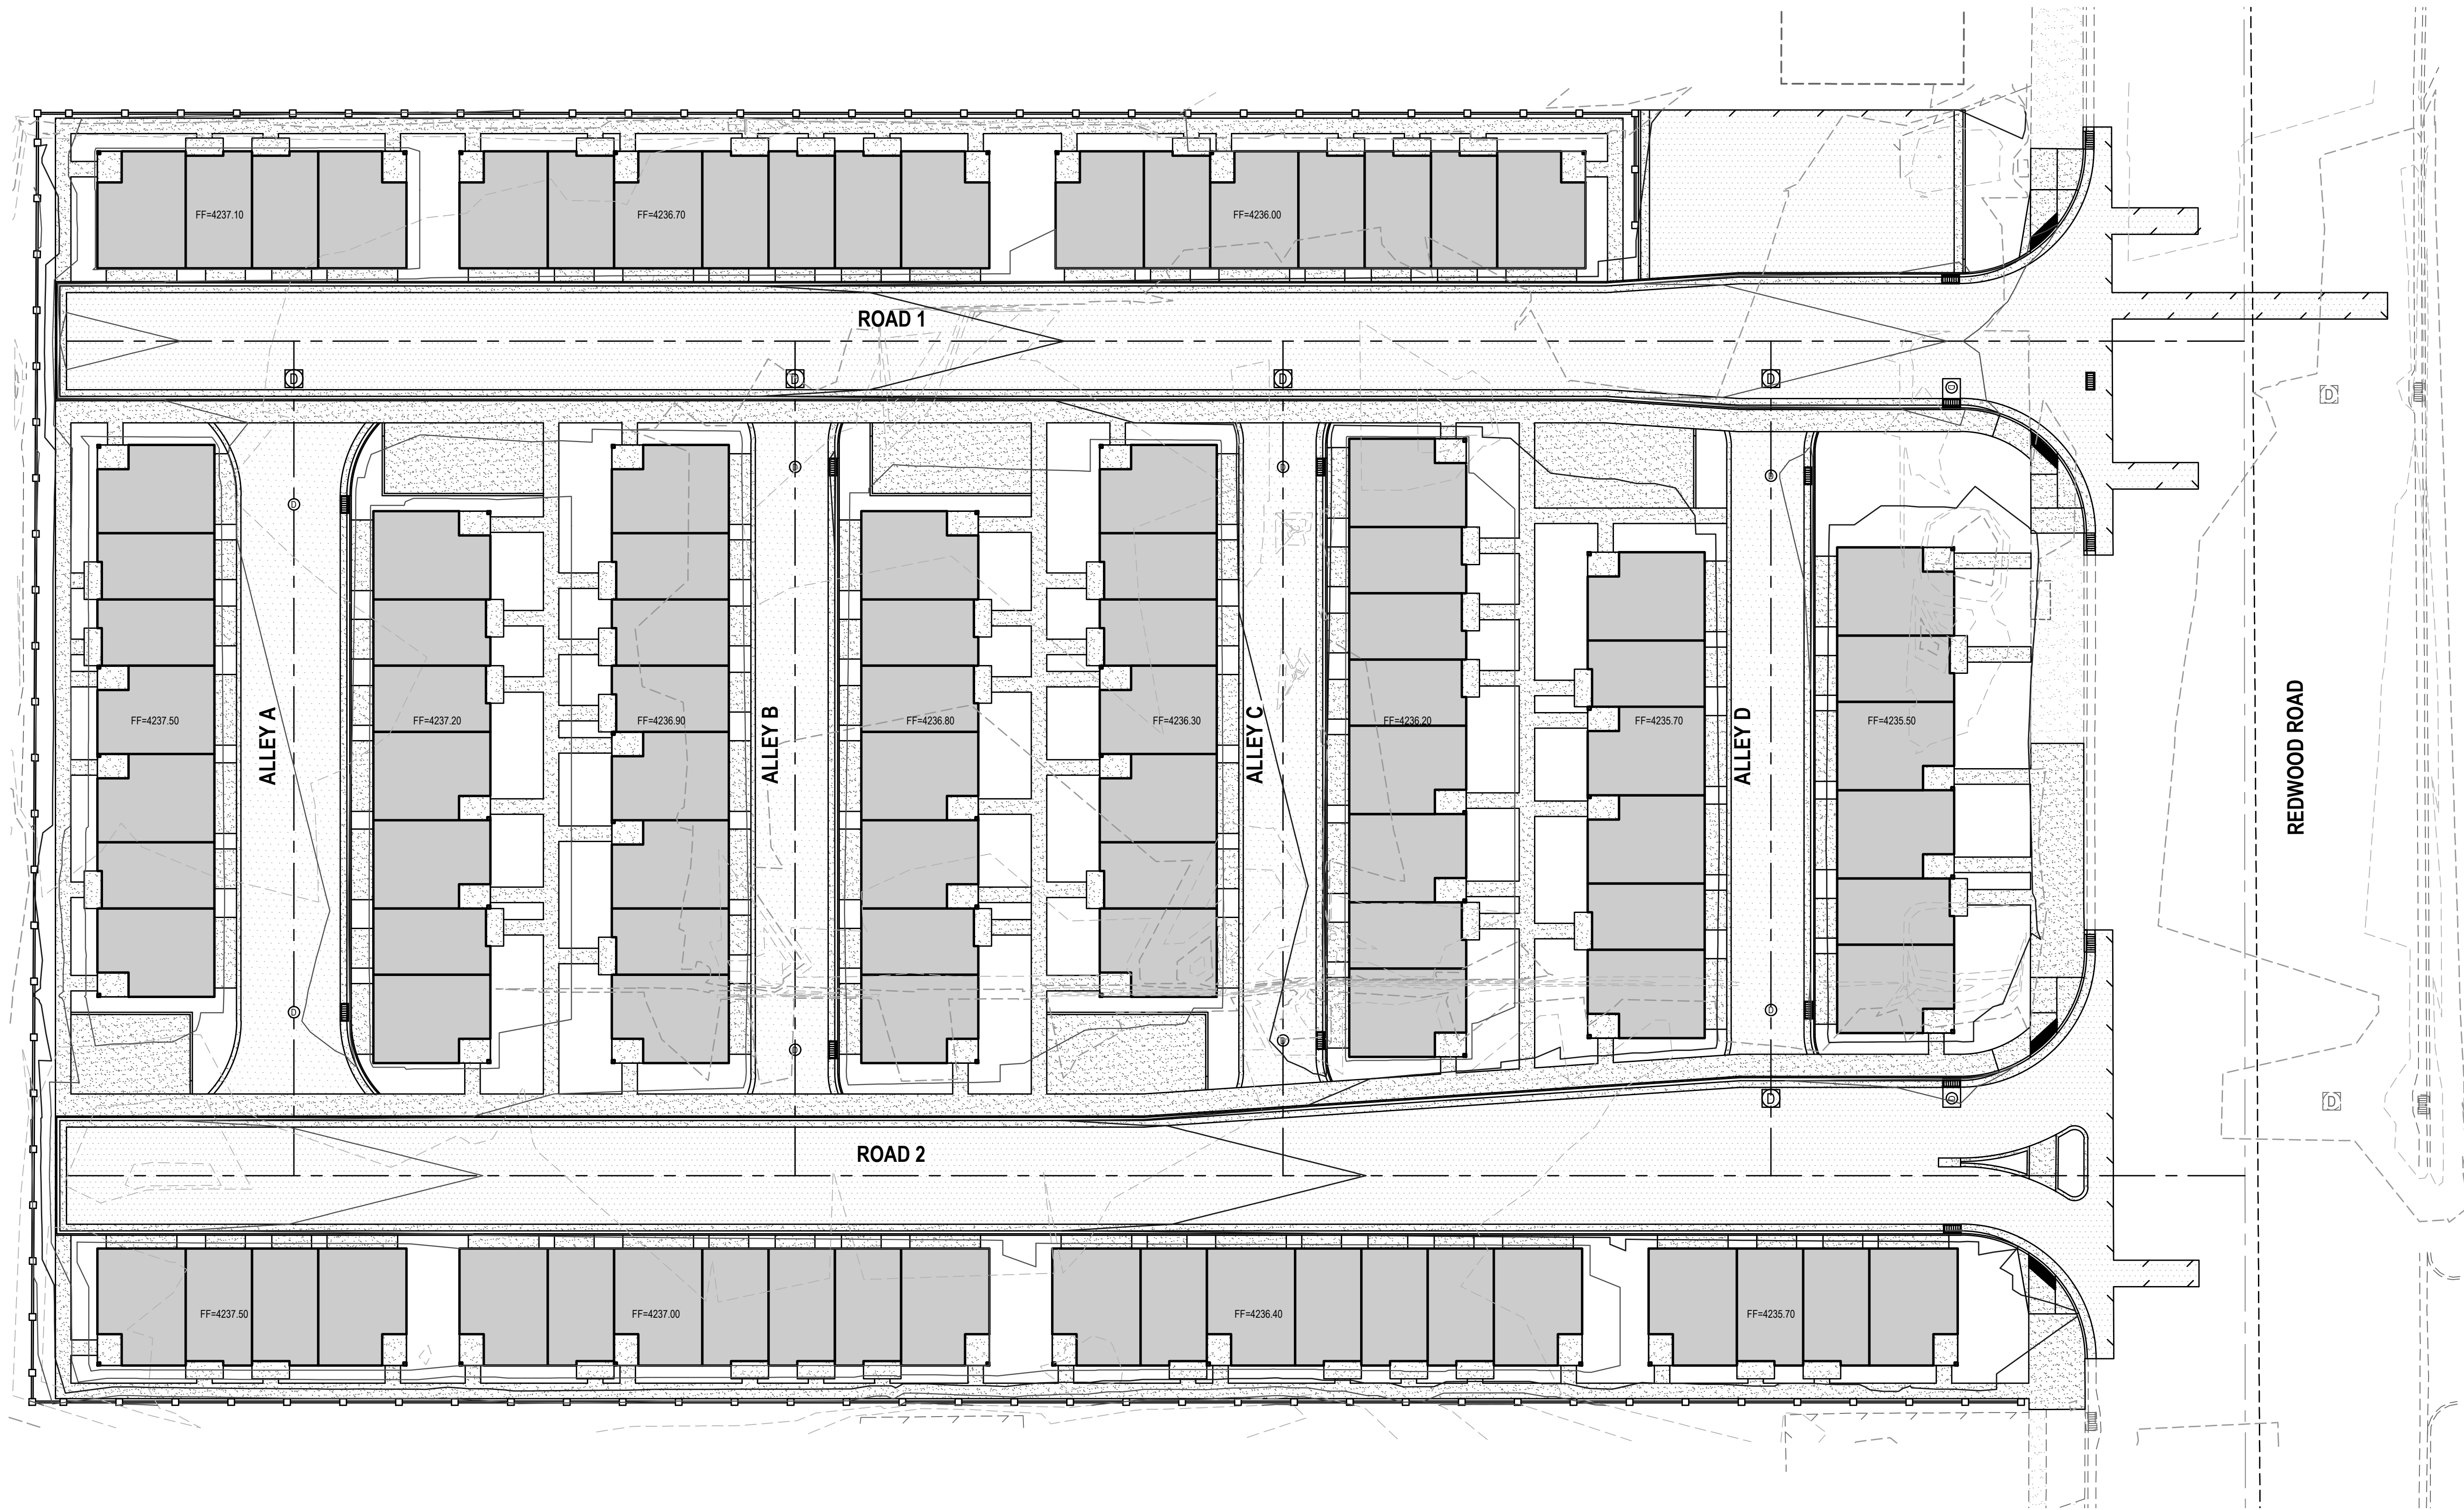 FF=4237.10
FF=4236.70
FF=4236.00
ROAD 1
D
D
D
D
D
D
D
D
D
D
FF=4237.50
ALLEY A
FF=4237.20
FF=4236.90
ALLEY B
FF=4236.80
FF=4236.30
ALLEY C
FF=4236.20
FF=4235.70
ALLEY D
FF=4235.50
REDWOOD ROAD
D
D
D
D
D
D
D
D
ROAD 2
FF=4237.50
FF=4237.00
FF=4236.40
FF=4235.70